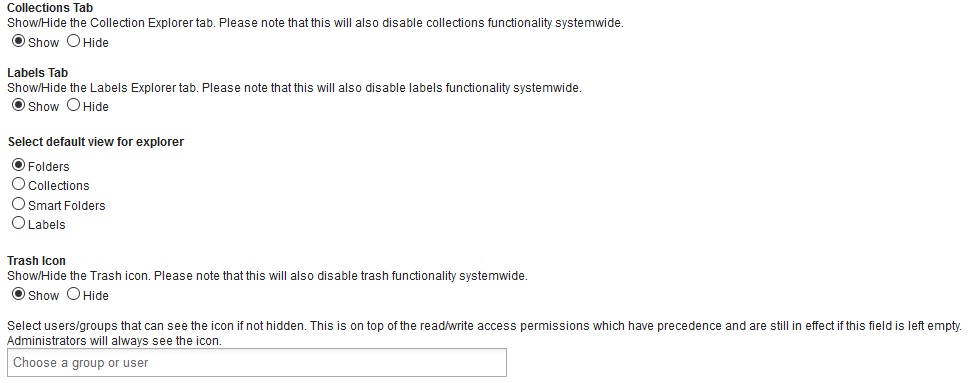 Collections Tab
Show/Hide the Collection Explorer tab. Please note that this will also disable collections functionality systemwide.
Show Hide
Labels Tab
Show/Hide the Labels Explorer tab. Please note that this will also disable labels functionality systemwide.
Show Hide
Select default view for explorer
Folders
Collections
Smart Folders
Labels
Trash Icon
Show/Hide the Trash icon. Please note that this will also disable trash functionality systemwide.
Show Hide
Select users/groups that can see the icon if not hidden. This is on top of the read/write access permissions which have precedence and are still in effect if this field is left empty.
Administrators will always see the icon.
Choose a group or user